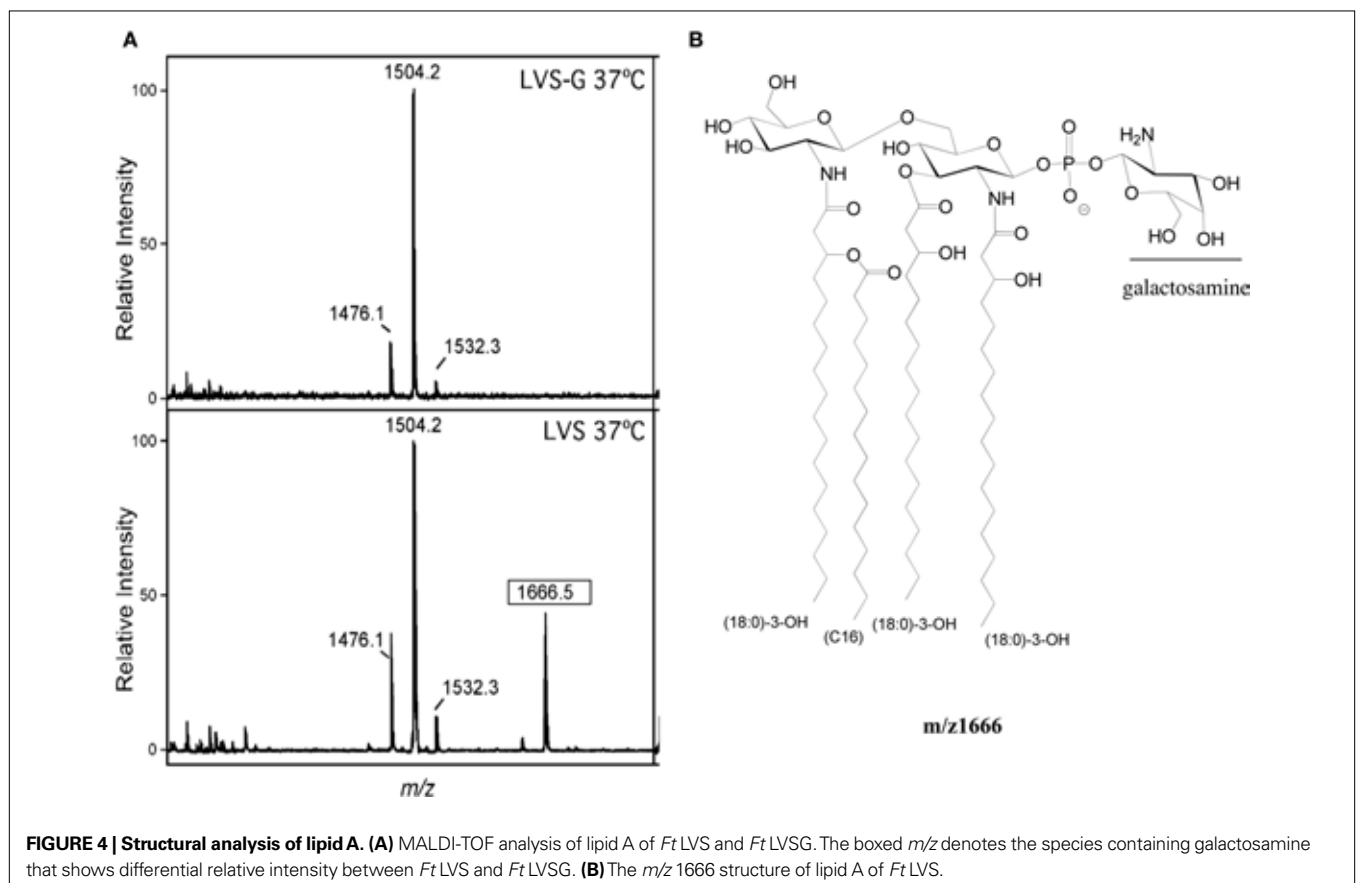 A
B
LVS-G 37ºC
100
50
0
Relative Intensity
1504.2
1476.1
1532.3
LVS 37ºC
100
50
0
Relative Intensity
1504.2
1666.5
1476.1
1532.3
m/z
OH
HO
HO
O
O
NH
O
O
O
HO
O
O
O
NH
O
OH
O
OH
O
O
P
O
O
⊖
H₂N
O
OH
HO
OH
galactosamine
(18:0)-3-OH
(C16)
(18:0)-3-OH
(18:0)-3-OH
m/z1666
FIGURE 4 | Structural analysis of lipid A. (A) MALDI-TOF analysis of lipid A of Ft LVS and Ft LVSG. The boxed m/z denotes the species containing galactosamine
that shows differential relative intensity between Ft LVS and Ft LVSG. (B) The m/z 1666 structure of lipid A of Ft LVS.